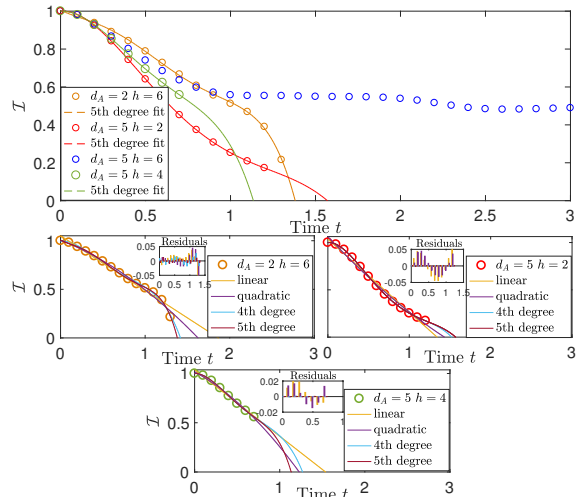 1
0.8
0.6
0.4
0.2
0
ℐ
d_A = 2 h = 6
5th degree fit
d_A = 5 h = 2
5th degree fit
d_A = 5 h = 6
d_A = 5 h = 4
5th degree fit
0 0.5 1 1.5 2 2.5 3
Time t
1
0.5
0
ℐ
Residuals
0.05
0
-0.05
0 0.5 1 1.5
d_A = 2 h = 6
linear
quadratic
4th degree
5th degree
0 1 2 3
Time t
1
0.5
0
ℐ
Residuals
0.05
0
-0.05
0 0.5 1 1.5
d_A = 5 h = 2
linear
quadratic
4th degree
5th degree
0 1 2 3
Time t
1
0.5
0
ℐ
Residuals
0.02
0
-0.02
0 0.5 1
d_A = 5 h = 4
linear
quadratic
4th degree
5th degree
0 1 2 3
Time t